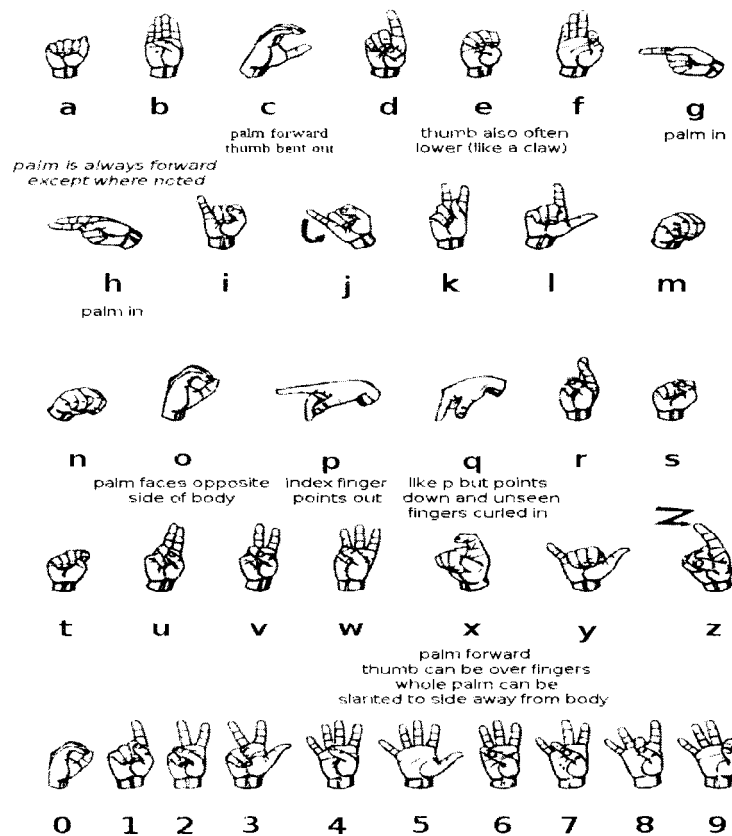 a b c d e f g
palm forward
thumb bent out
thumb also often
lower (like a claw)
palm in
palm is always forward
except where noted
h i j k l m
palm in
n o p q r s
palm faces opposite
side of body
index finger
points out
like p but points
down and unseen
fingers curled in
Z
t u v w x y z
palm forward
thumb can be over fingers
whole palm can be
slanted to side away from body
0 1 2 3 4 5 6 7 8 9